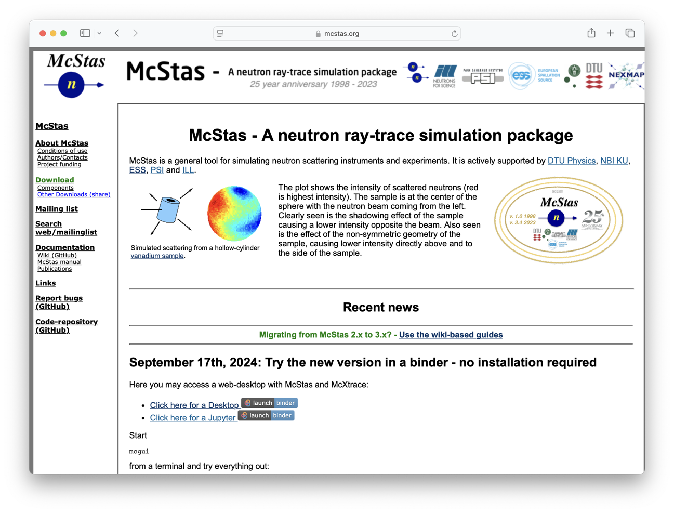 mcstas.org
McStas
n
McStas - A neutron ray-trace simulation package
25 year anniversary 1998 - 2023
NEUTRONS
FOR SCIENCE
PSI
ess
EUROPEAN
SPALLATION
SOURCE
DTU
NEXMAP
McStas
About McStas
Conditions of use
Authors/Contacts
Project funding
Download
Components
Other Downloads (share)
Mailing list
Search
web/mailinglist
Documentation
Wiki (GitHub)
McStas manual
Publications
Links
Report bugs
(GitHub)
Code-repository
(GitHub)
McStas - A neutron ray-trace simulation package
McStas is a general tool for simulating neutron scattering instruments and experiments. It is actively supported by DTU Physics, NBI KU,
ESS, PSI and ILL.
Simulated scattering from a hollow-cylinder
vanadium sample.
The plot shows the intensity of scattered neutrons (red
is highest intensity). The sample is at the center of the
sphere with the neutron beam coming from the left.
Clearly seen is the shadowing effect of the sample
causing a lower intensity opposite the beam. Also seen
is the effect of the non-symmetric geometry of the
sample, causing lower intensity directly above and to
the side of the sample.
McStas
n
25
Recent news
Migrating from McStas 2.x to 3.x? - Use the wiki-based guides
September 17th, 2024: Try the new version in a binder - no installation required
Here you may access a web-desktop with McStas and McXtrace:
• Click here for a Desktop launch binder
• Click here for a Jupyter launch binder
Start
mcgui
from a terminal and try everything out: